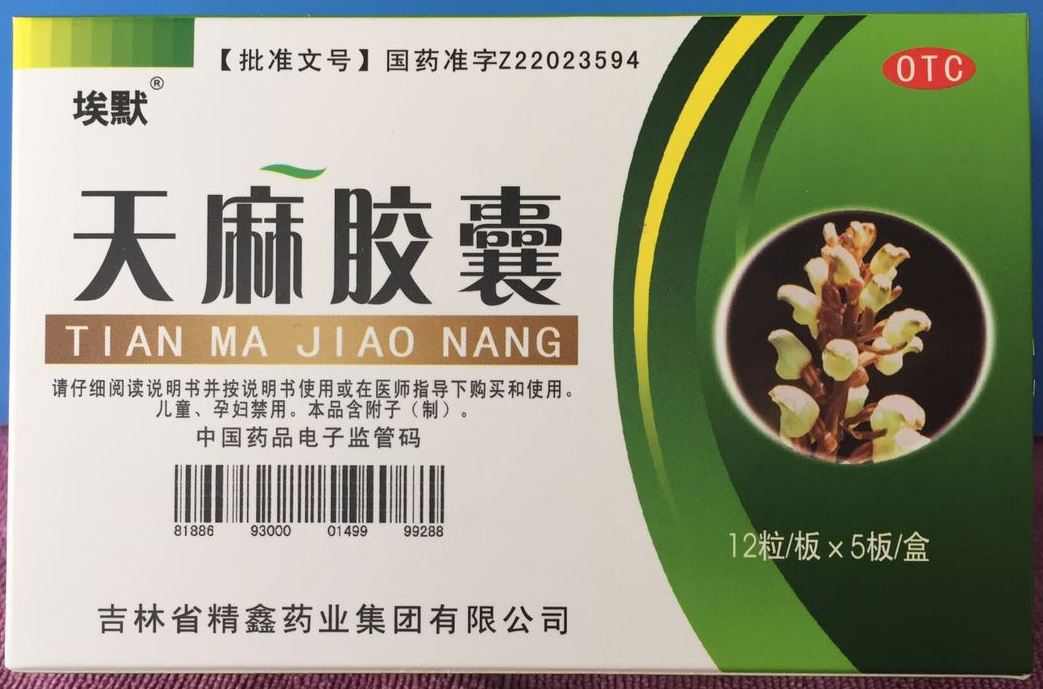 【批准文号】国药准字Z22023594
OTC
埃默®
天麻胶囊
TIAN MA JIAO NANG
请仔细阅读说明书并按说明书使用或在医师指导下购买和使用。
儿童、孕妇禁用。本品含附子（制）。
中国药品电子监管码
81886 93000 01499 99288
12粒/板×5板/盒
吉林省精鑫药业集团有限公司